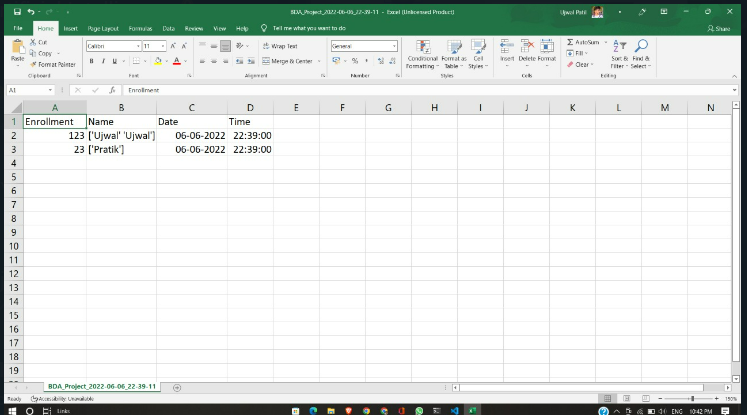 BDA_Project_2022-06-06_22-39-11 - Excel (Unlicensed Product)
Ujwal Patil
File Home Insert Page Layout Formulas Data Review View Help Tell me what you want to do
Share
Paste
Cut
Copy
Format Painter
Clipboard
Calibri 11
B I U
Font
Wrap Text
Merge & Center
Alignment
General
Number
Conditional Formatting
Format as Table
Cell Styles
Styles
Insert Delete Format
Cells
AutoSum
Fill
Clear
Sort & Filter
Find & Select
Editing
A1 fx Enrollment
A B C D E F G H I J K L M N
1 Enrollment Name Date Time
2 123 ['Ujwal' 'Ujwal'] 06-06-2022 22:39:00
3 23 ['Pratik'] 06-06-2022 22:39:00
4
5
6
7
8
9
10
11
12
13
14
15
16
17
18
19
BDA_Project_2022-06-06_22-39-11
Ready Accessibility: Unavailable
150%
Links
ENG 10:42 PM